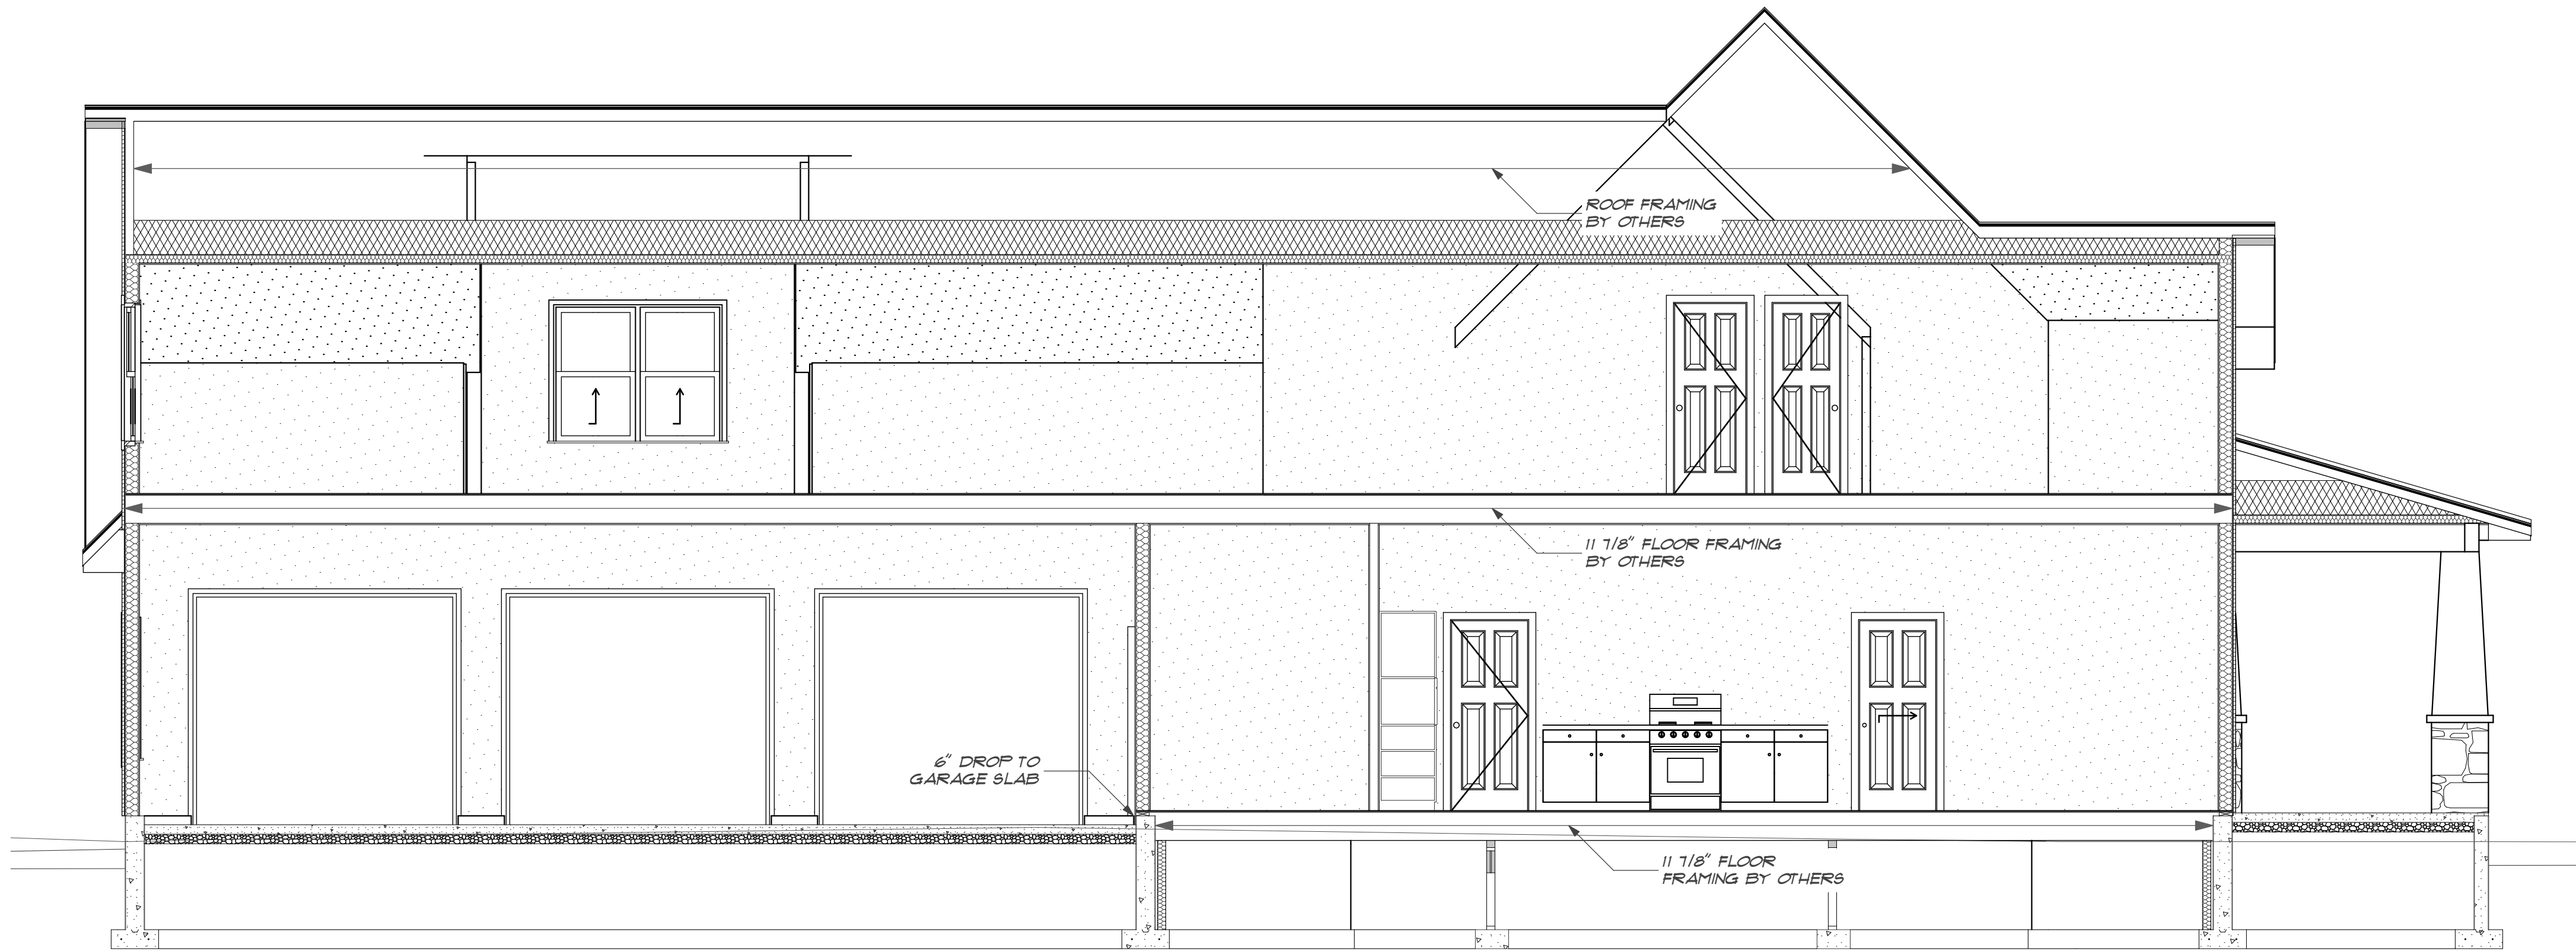 ROOF FRAMING
BY OTHERS
11 7/8" FLOOR FRAMING
BY OTHERS
6" DROP TO
GARAGE SLAB
11 7/8" FLOOR
FRAMING BY OTHERS